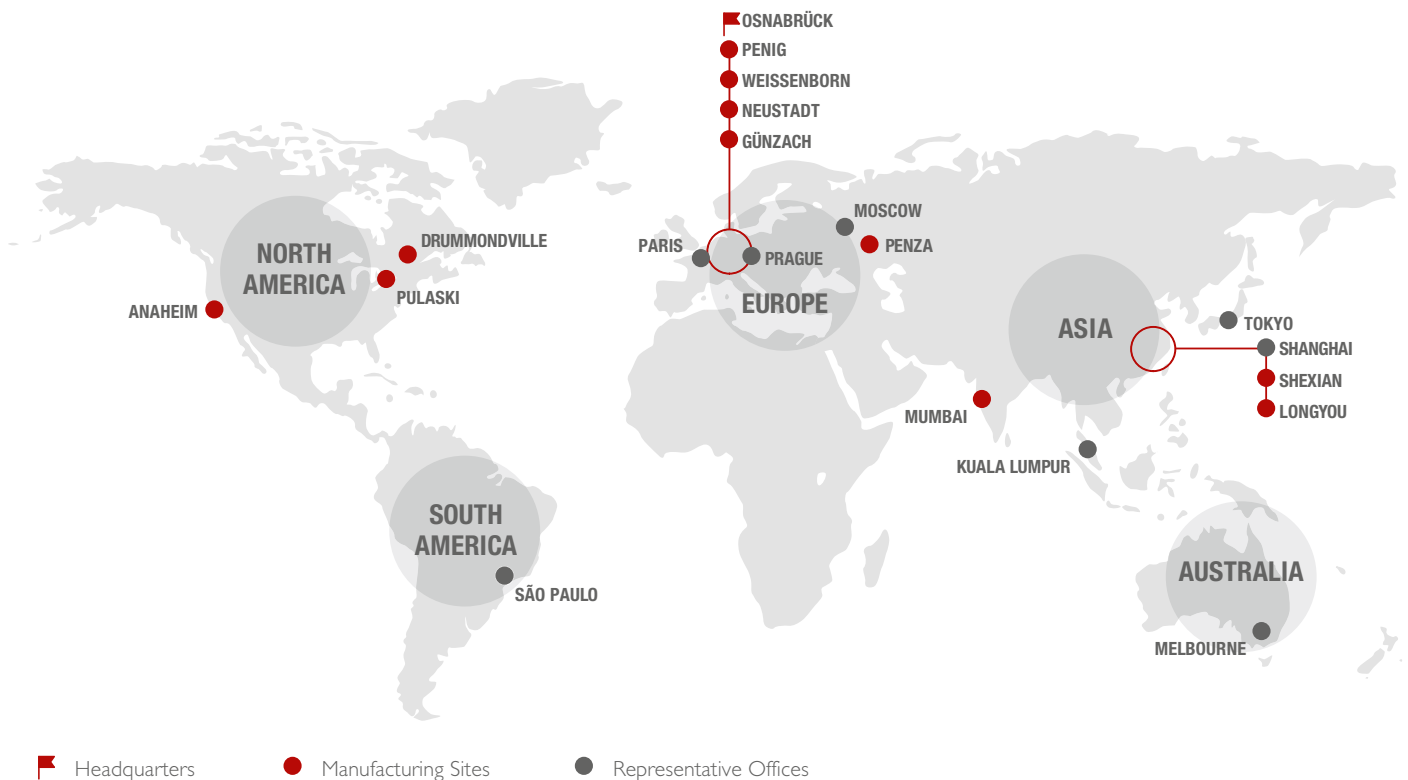 OSNABRÜCK
PENIG
WEISSENBORN
NEUSTADT
GÜNZACH
MOSCOW
DRUMMONDVILLE
PARIS
PENZA
NORTH
AMERICA
PRAGUE
PULASKI
EUROPE
ANAHEIM
ASIA
TOKYO
SHANGHAI
SHEXIAN
LONGYOU
MUMBAI
KUALA LUMPUR
SOUTH
AMERICA
SÃO PAULO
AUSTRALIA
MELBOURNE
Headquarters
Manufacturing Sites
Representative Offices